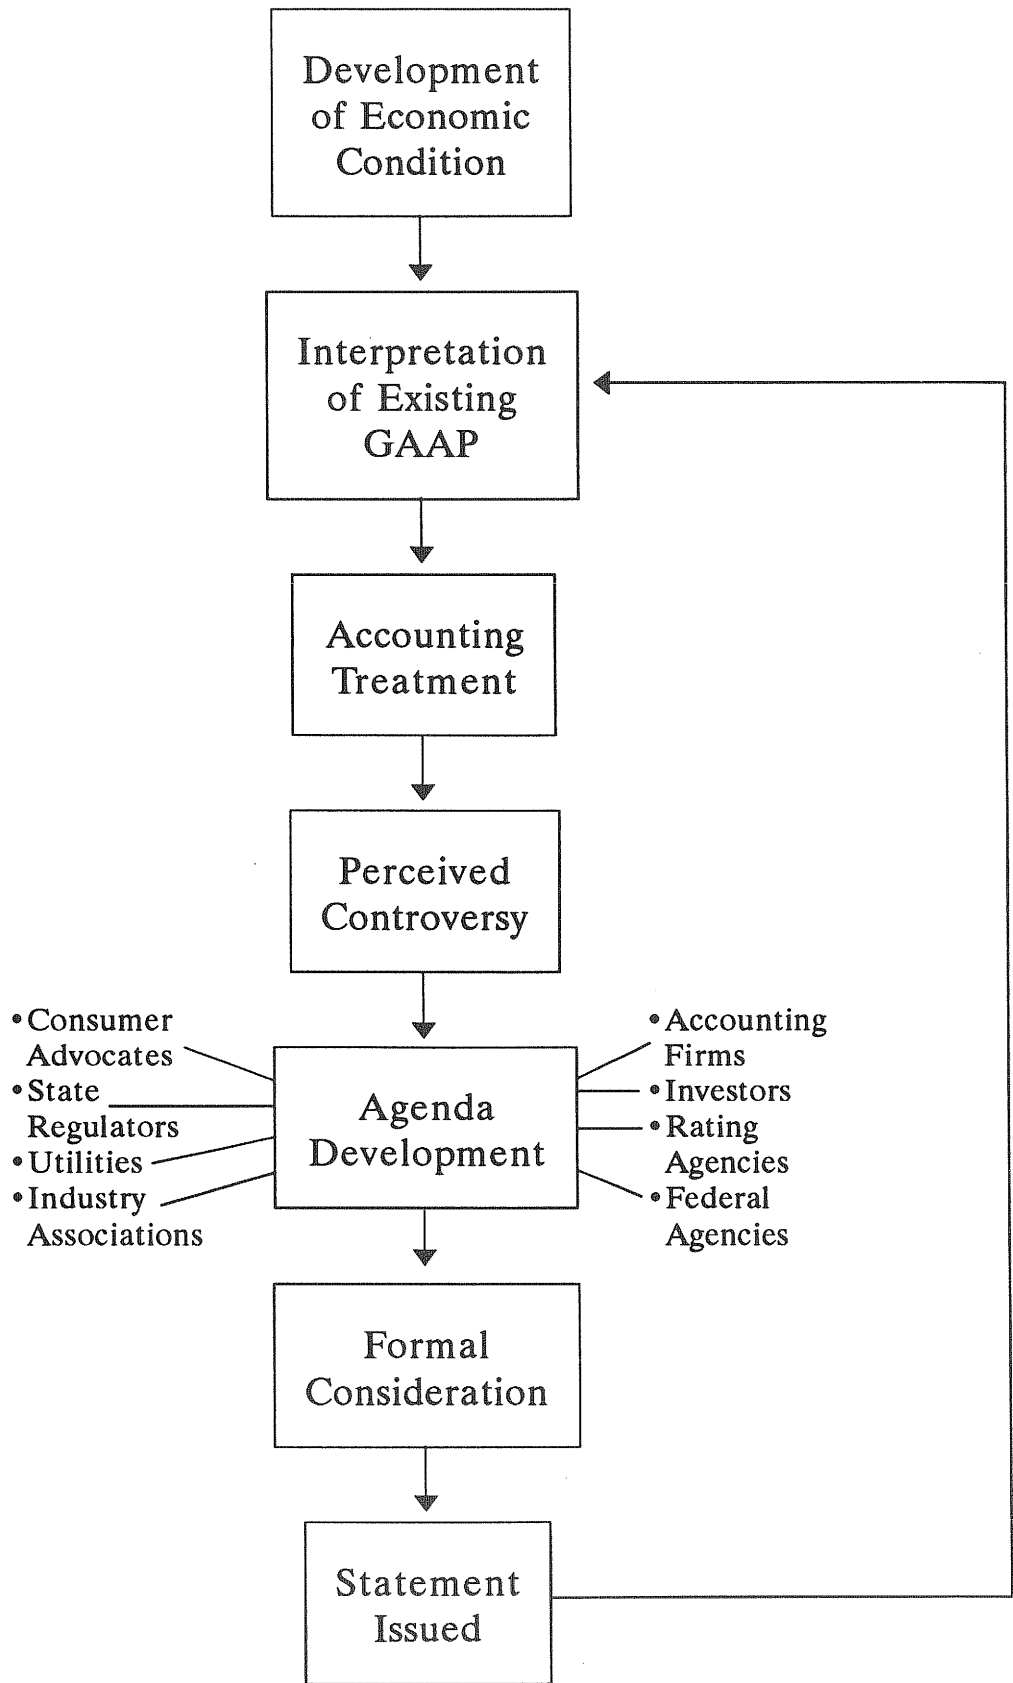 Development
of Economic
Condition
Interpretation
of Existing
GAAP
Accounting
Treatment
Perceived
Controversy
•Consumer
Advocates
•State
Regulators
•Utilities
•Industry
Associations
Agenda
Development
•Accounting
Firms
•Investors
•Rating
Agencies
•Federal
Agencies
Formal
Consideration
Statement
Issued